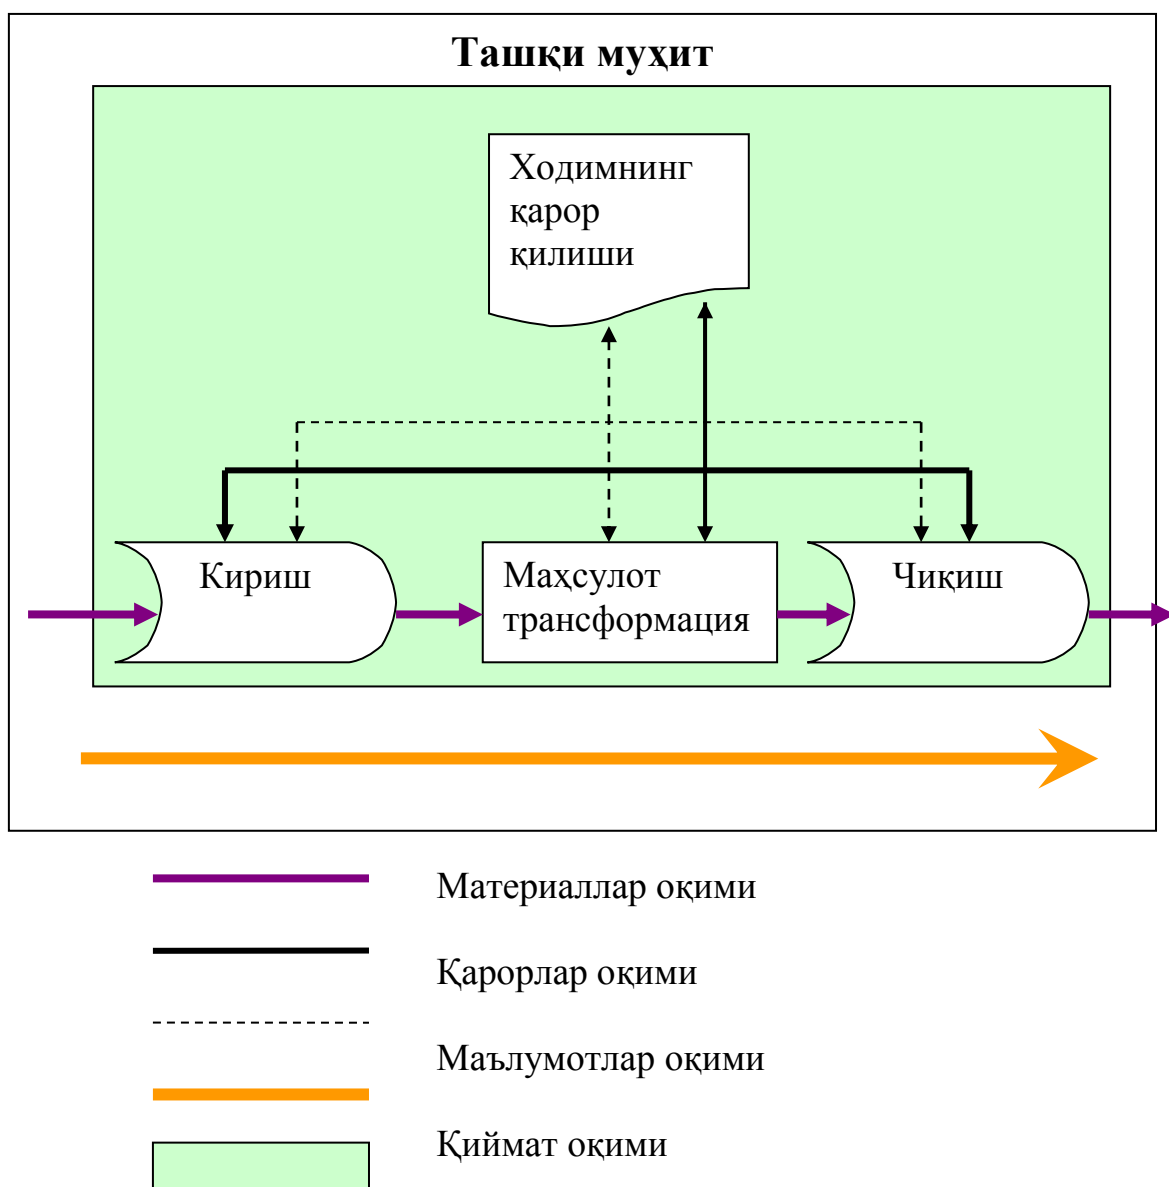 Ташқи муҳит
Ходимнинг
қарор
қилиши
Кириш
Маҳсулот
трансформация
Чиқиш
Материаллар оқими
Қарорлар оқими
Маълумотлар оқими
Қиймат оқими